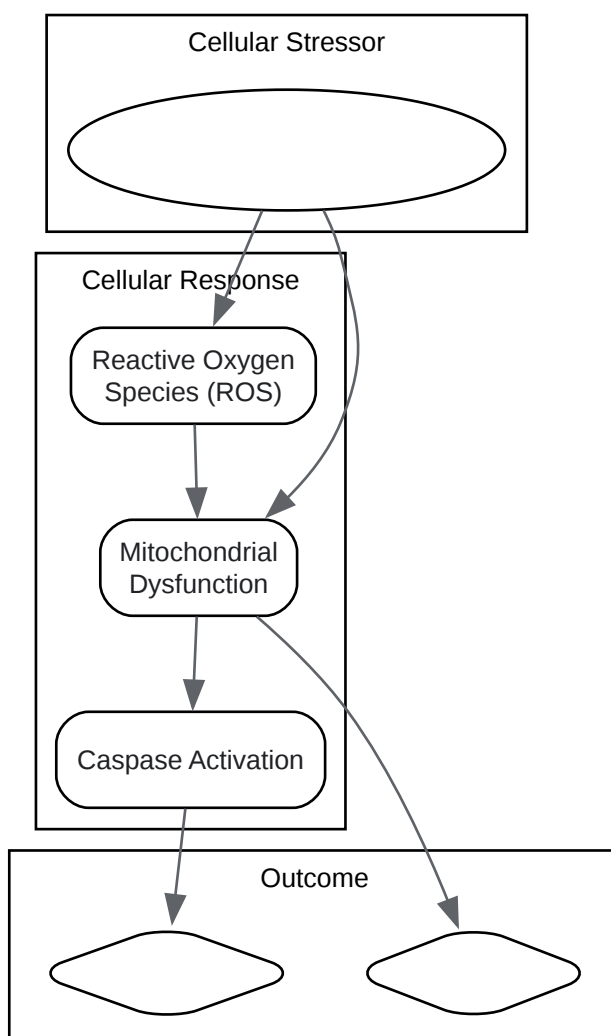 Cellular Stressor
Cellular Response
Reactive Oxygen
Species (ROS)
Mitochondrial
Dysfunction
Caspase Activation
Outcome